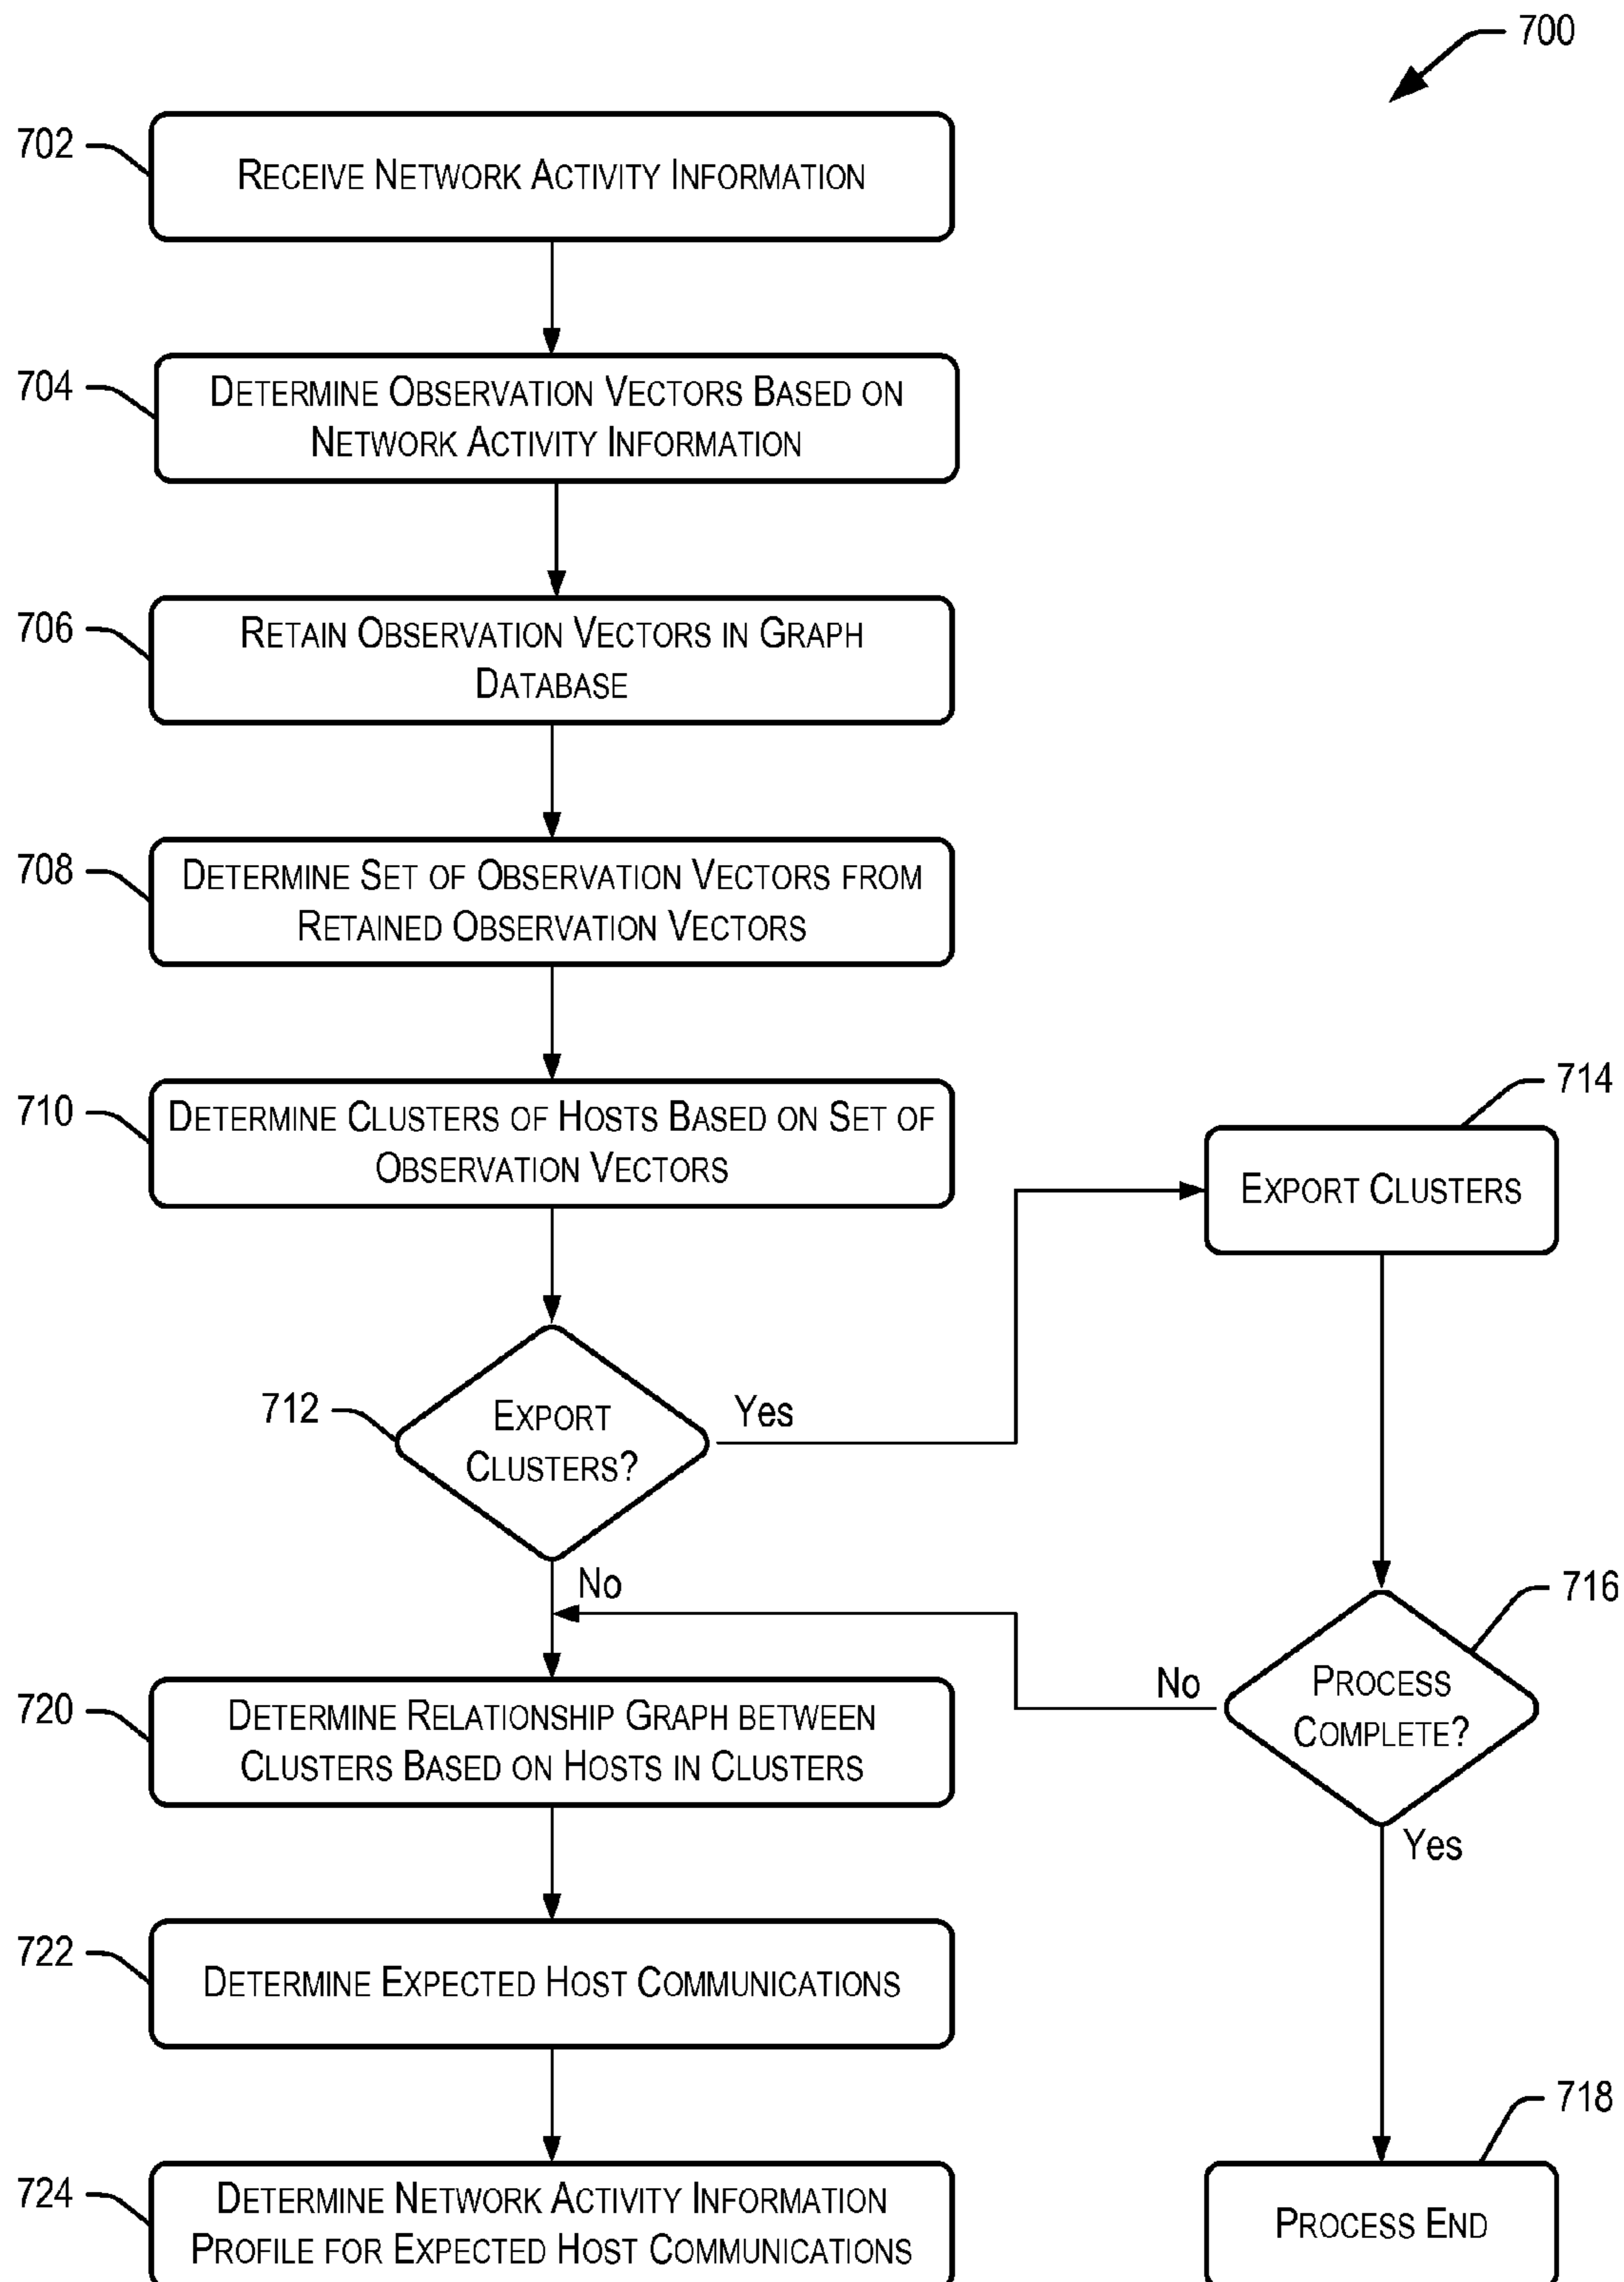 700
702
RECEIVE NETWORK ACTIVITY INFORMATION
704
DETERMINE OBSERVATION VECTORS BASED ON
NETWORK ACTIVITY INFORMATION
706
RETAIN OBSERVATION VECTORS IN GRAPH
DATABASE
708
DETERMINE SET OF OBSERVATION VECTORS FROM
RETAINED OBSERVATION VECTORS
710
DETERMINE CLUSTERS OF HOSTS BASED ON SET OF
OBSERVATION VECTORS
714
EXPORT CLUSTERS
712
EXPORT
CLUSTERS?
Yes
No
716
PROCESS
COMPLETE?
No
Yes
720
DETERMINE RELATIONSHIP GRAPH BETWEEN
CLUSTERS BASED ON HOSTS IN CLUSTERS
722
DETERMINE EXPECTED HOST COMMUNICATIONS
718
PROCESS END
724
DETERMINE NETWORK ACTIVITY INFORMATION
PROFILE FOR EXPECTED HOST COMMUNICATIONS